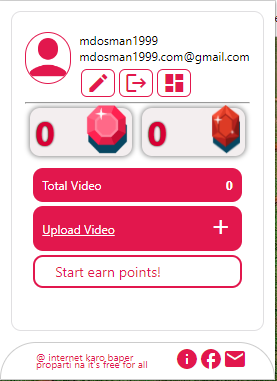 mdosman1999
mdosman1999.com@gmail.com
0 0
Total Video 0
Upload Video +
Start earn points!
@ internet karo baper
proparti na it's free for all